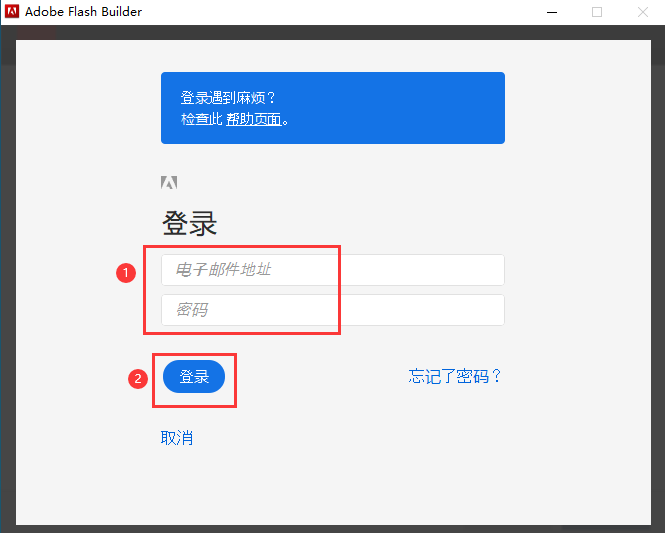 Adobe Flash Builder
登录遇到麻烦？
检查此 帮助页面。
登录
1
电子邮件地址
密码
2
登录
忘记了密码？
取消